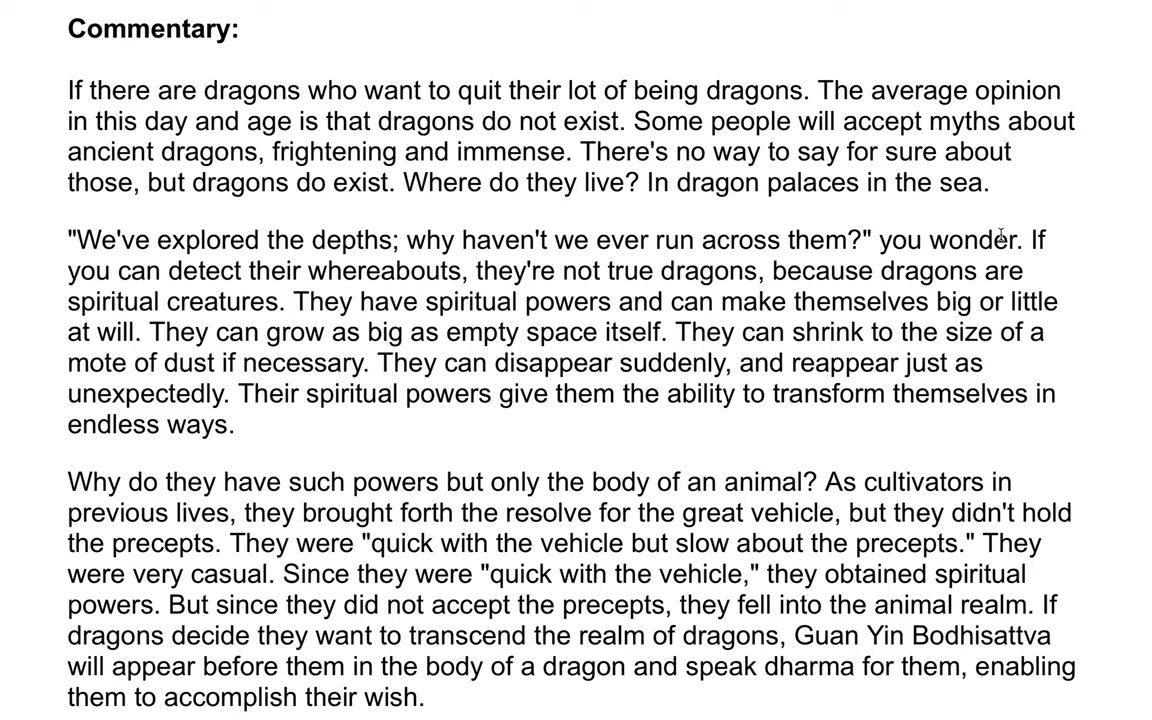 Commentary:
If there are dragons who want to quit their lot of being dragons. The average opinion
in this day and age is that dragons do not exist. Some people will accept myths about
ancient dragons, frightening and immense. There's no way to say for sure about
those, but dragons do exist. Where do they live? In dragon palaces in the sea.
"We've explored the depths; why haven't we ever run across them?" you wonder. If
you can detect their whereabouts, they're not true dragons, because dragons are
spiritual creatures. They have spiritual powers and can make themselves big or little
at will. They can grow as big as empty space itself. They can shrink to the size of a
mote of dust if necessary. They can disappear suddenly, and reappear just as
unexpectedly. Their spiritual powers give them the ability to transform themselves in
endless ways.
Why do they have such powers but only the body of an animal? As cultivators in
previous lives, they brought forth the resolve for the great vehicle, but they didn't hold
the precepts. They were "quick with the vehicle but slow about the precepts." They
were very casual. Since they were "quick with the vehicle," they obtained spiritual
powers. But since they did not accept the precepts, they fell into the animal realm. If
dragons decide they want to transcend the realm of dragons, Guan Yin Bodhisattva
will appear before them in the body of a dragon and speak dharma for them, enabling
them to accomplish their wish.